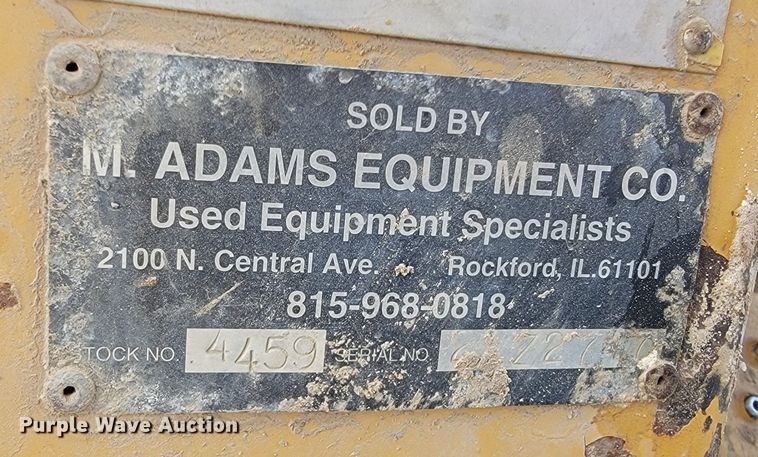 SOLD BY
M. ADAMS EQUIPMENT CO.
Used Equipment Specialists
2100 N. Central Ave. Rockford, IL.61101
815-968-0818
TOCK NO. 4459 SERIAL NO.
Purple Wave Auction